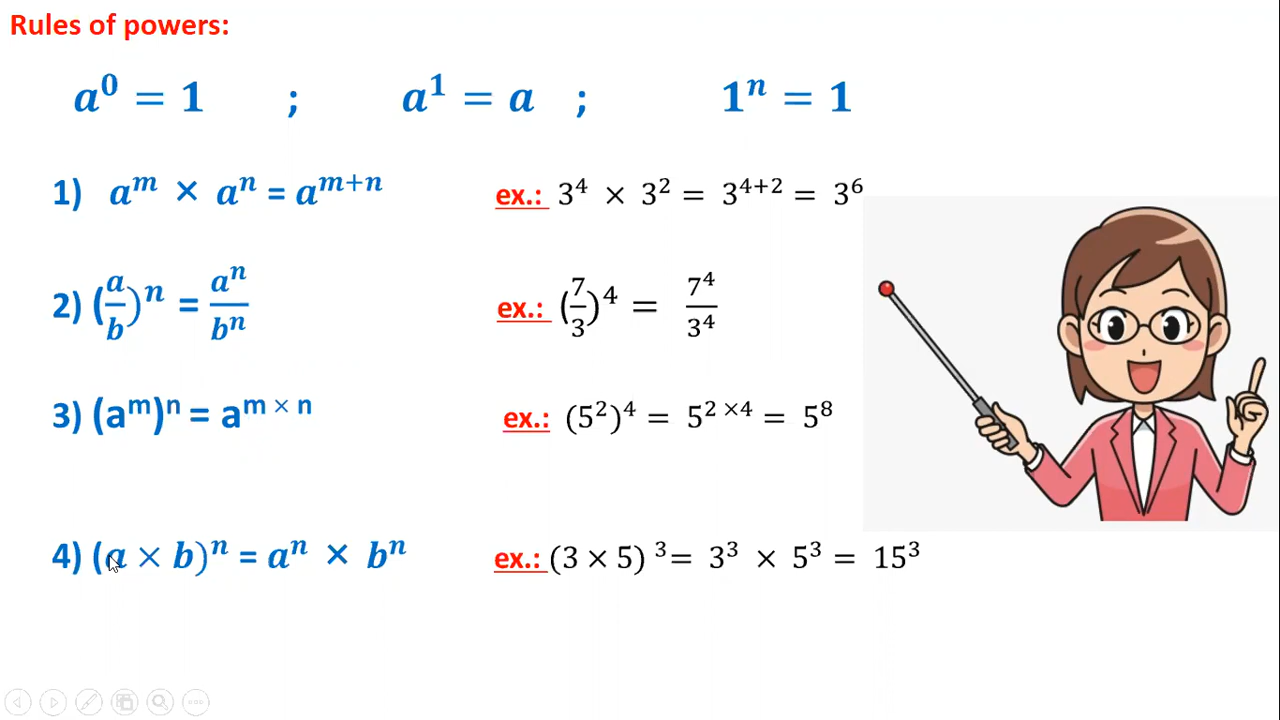 Rules of powers:
a⁰ = 1 ; a¹ = a ; 1ⁿ = 1
1) aᵐ × aⁿ = aᵐ⁺ⁿ ex.: 3⁴ × 3² = 3⁴⁺² = 3⁶
2) (a/b)ⁿ = aⁿ/bⁿ ex.: (7/3)⁴ = 7⁴/3⁴
3) (aᵐ)ⁿ = aᵐ ˣ ⁿ ex.: (5²)⁴ = 5² ˣ⁴ = 5⁸
4) (a × b)ⁿ = aⁿ × bⁿ ex.: (3 × 5) ³= 3³ × 5³ = 15³